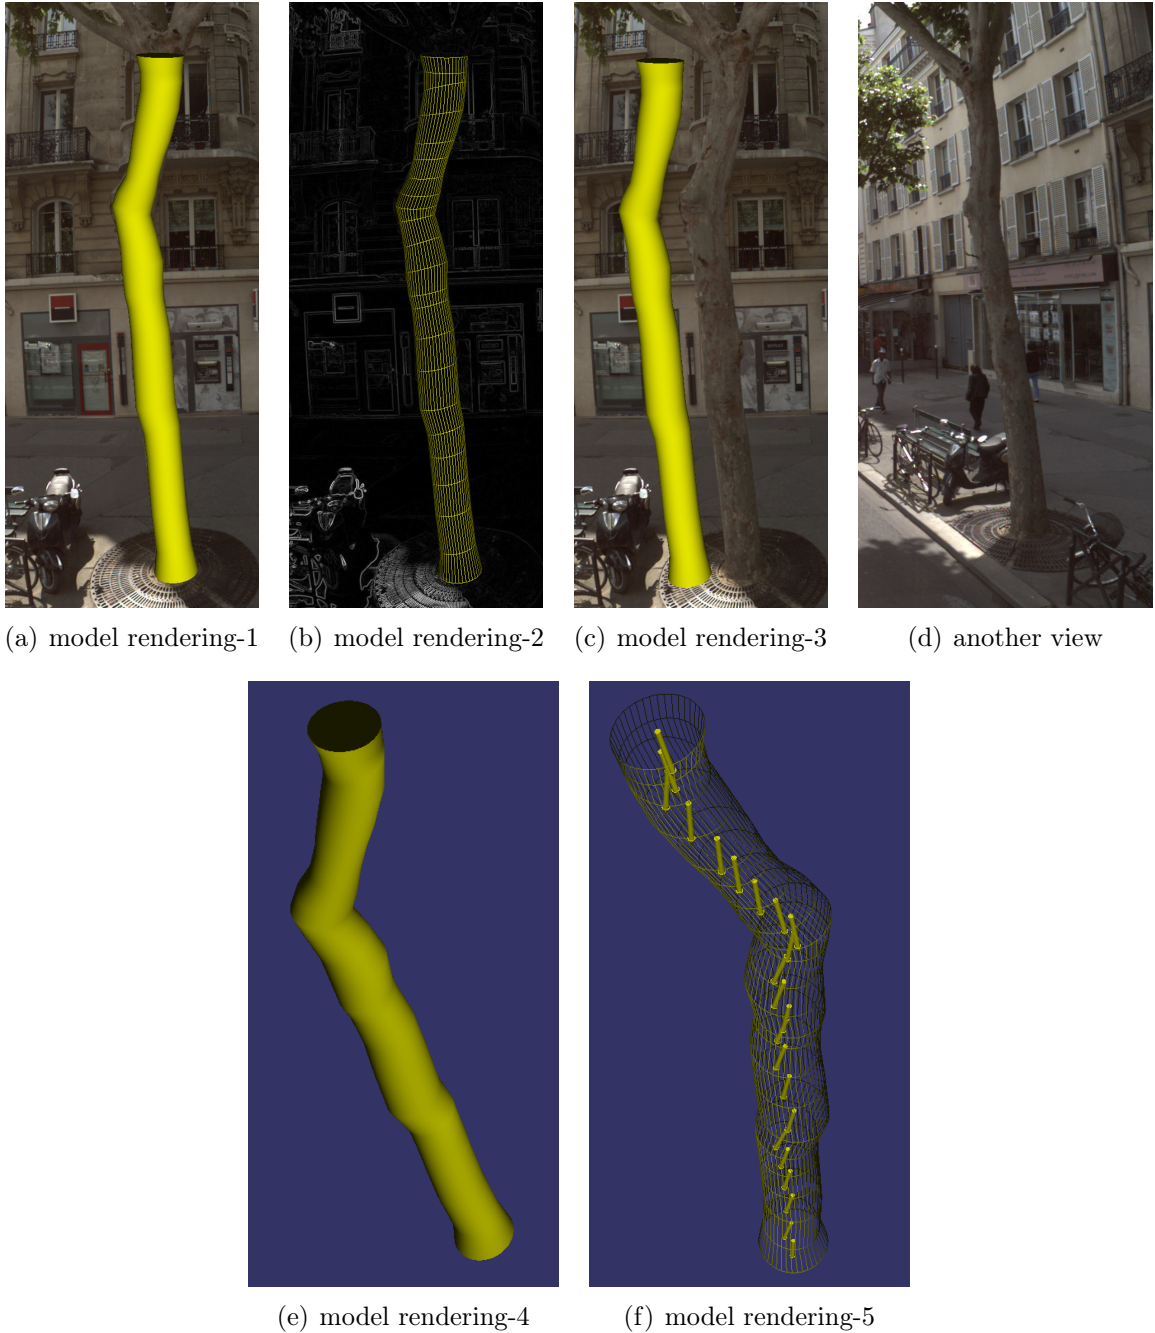 (a) model rendering-1
(b) model rendering-2
(c) model rendering-3
(d) another view
(e) model rendering-4
(f) model rendering-5